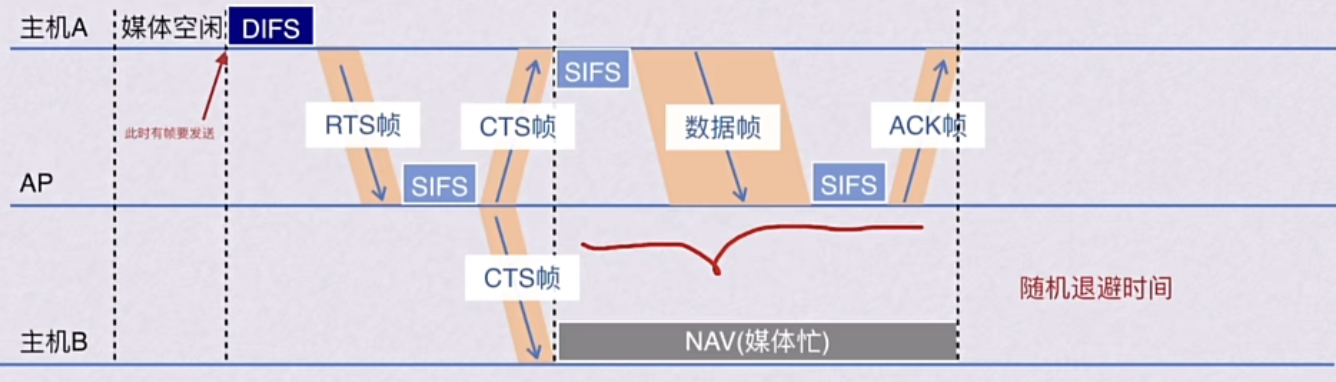 主机A
媒体空闲
DIFS
此时有帧要发送
SIFS
RTS帧
CTS帧
数据帧
ACK帧
AP
SIFS
SIFS
CTS帧
随机退避时间
主机B
NAV(媒体忙)